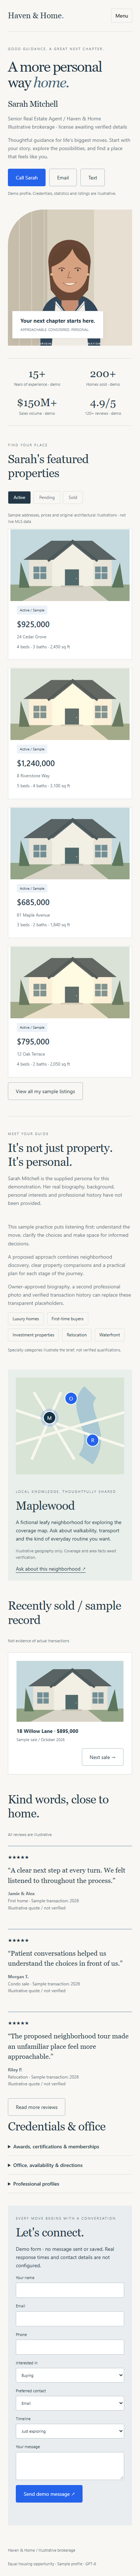 Haven & Home.
Menu
GOOD GUIDANCE, A GREAT NEXT CHAPTER.
A more personal
way home.
Sarah Mitchell
Senior Real Estate Agent / Haven & Home
Illustrative brokerage · license awaiting verified details
Thoughtful guidance for life's biggest moves. Start with
your story, explore the possibilities, and find a place
that feels like you.
Call Sarah
Email
Text
Demo profile. Credentials, statistics and listings are illustrative.
Your next chapter starts here.
APPROACHABLE. CONSIDERED. PERSONAL.
15+
Years of experience · demo
200+
Homes sold · demo
$150M+
Sales volume · demo
4.9/5
120+ reviews · demo
FIND YOUR PLACE
Sarah's featured
properties
Active
Pending
Sold
Sample addresses, prices and original architectural illustrations · not
live MLS data.
Active / Sample
$925,000
24 Cedar Grove
4 beds · 3 baths · 2,450 sq ft
Active / Sample
$1,240,000
8 Riverstone Way
5 beds · 4 baths · 3,100 sq ft
Active / Sample
$685,000
61 Maple Avenue
3 beds · 2 baths · 1,840 sq ft
Active / Sample
$795,000
12 Oak Terrace
4 beds · 2 baths · 2,050 sq ft
View all my sample listings
MEET YOUR GUIDE
It's not just property.
It's personal.
Sarah Mitchell is the supplied persona for this
demonstration. Her real biography, background,
personal interests and professional history have not
been provided.
This sample practice puts listening first: understand the
move, clarify the choices and make space for informed
decisions.
A proposed approach combines neighborhood
discovery, clear property comparisons and a practical
plan for each stage of the journey.
Owner-approved biography, a second professional
photo and verified transaction history can replace these
transparent placeholders.
Luxury homes
First-time buyers
Investment properties
Relocation
Waterfront
Specialty categories illustrate the brief, not verified qualifications.
O
M
R
LOCAL KNOWLEDGE, THOUGHTFULLY SHARED
Maplewood
A fictional leafy neighborhood for exploring the
coverage map. Ask about walkability, transport
and the kind of everyday routine you want.
Illustrative geography only. Coverage and area facts await
verification.
Ask about this neighborhood ↗
Recently sold / sample
record
Not evidence of actual transactions.
18 Willow Lane · $895,000
Sample sale / October 2025
Next sale →
Kind words, close to
home.
All reviews are illustrative
★★★★★
“A clear next step at every turn. We felt
listened to throughout the process.”
Jamie & Alex
First home · Sample transaction 2026
Illustrative quote / not verified
★★★★★
“Patient conversations helped us
understand the choices in front of us.”
Morgan T.
Condo sale · Sample transaction 2026
Illustrative quote / not verified
★★★★★
“The proposed neighborhood tour made
an unfamiliar place feel more
approachable.”
Riley P.
Relocation · Sample transaction 2026
Illustrative quote / not verified
Read more reviews
Credentials & office
▸ Awards, certifications & memberships
▸ Office, availability & directions
▸ Professional profiles
EVERY MOVE BEGINS WITH A CONVERSATION
Let's connect.
Demo form · no message sent or saved. Real
response times and contact details are not
configured.
Your name
Email
Phone
Interested in
Buying
Preferred contact
Email
Timeline
Just exploring
Your message
Send demo message ↗
Haven & Home / Illustrative brokerage
Equal housing opportunity · Sample profile ·